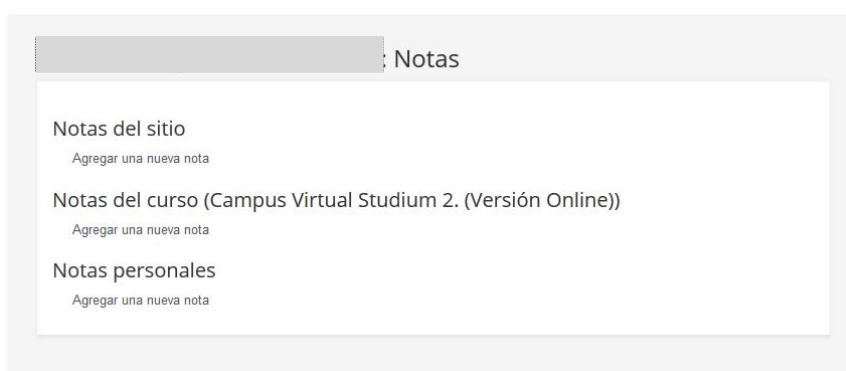 : Notas
Notas del sitio
Agregar una nueva nota
Notas del curso (Campus Virtual Studium 2. (Versión Online))
Agregar una nueva nota
Notas personales
Agregar una nueva nota